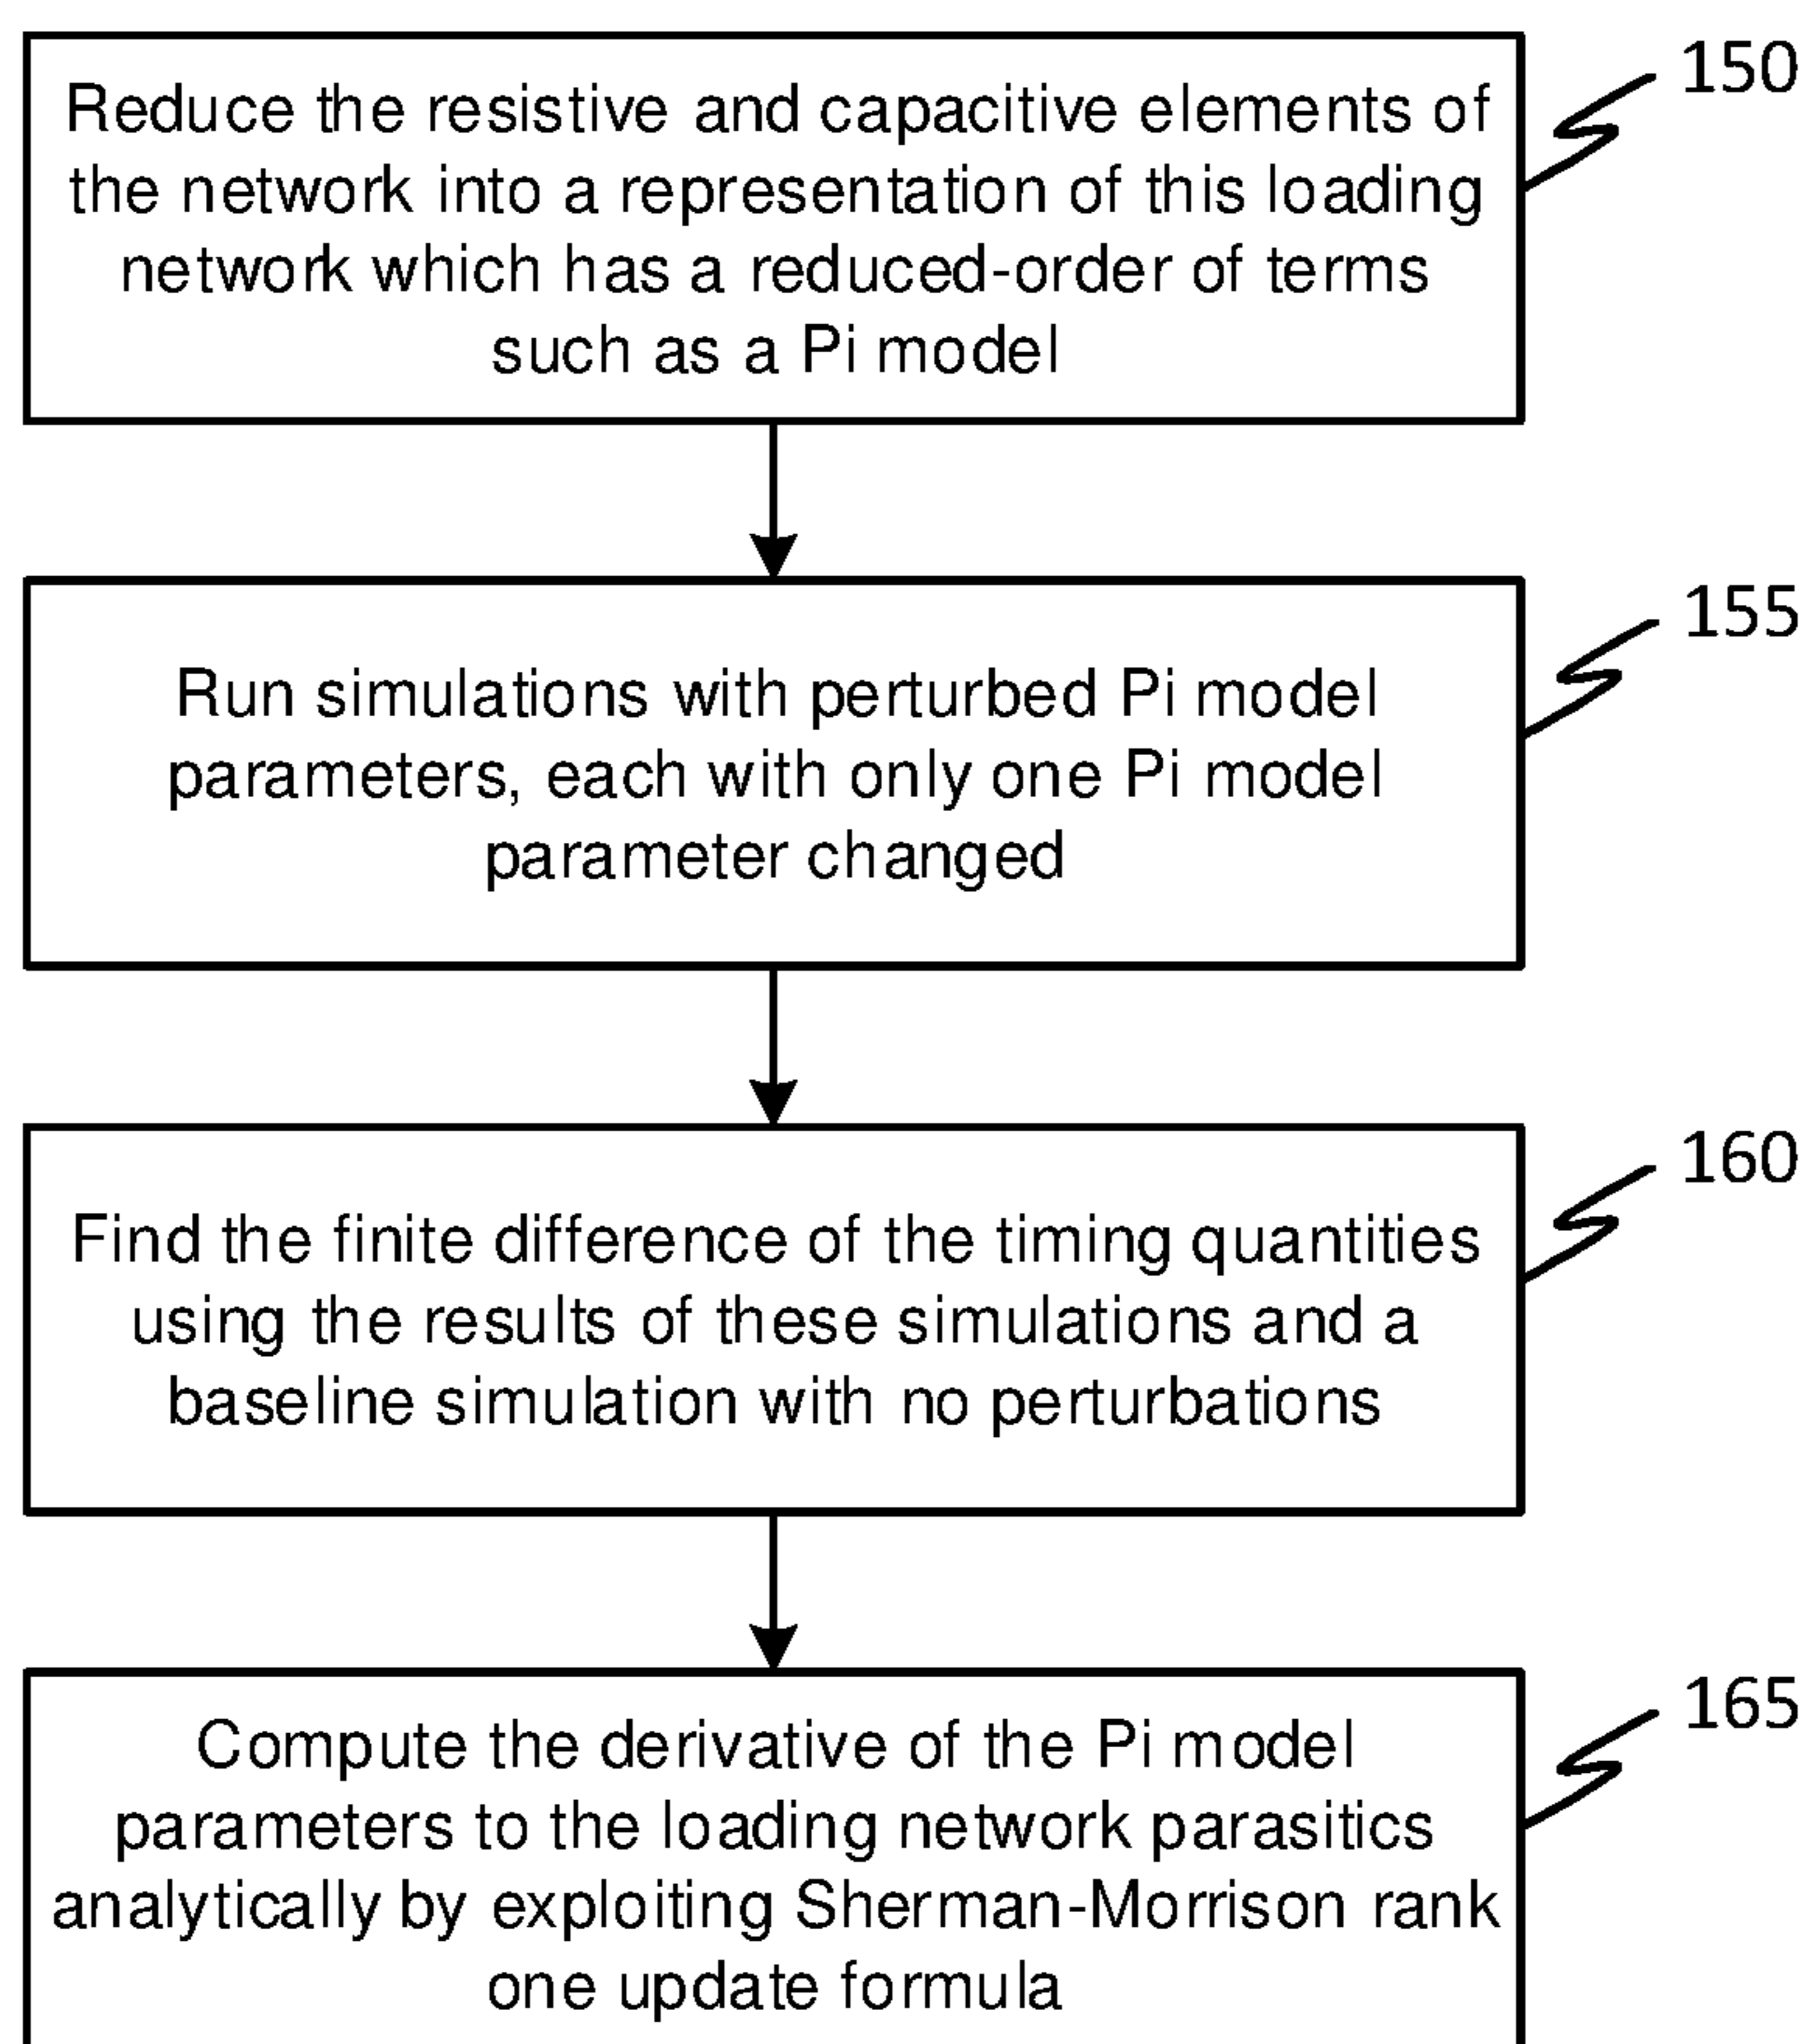 Reduce the resistive and capacitive elements of
the network into a representation of this loading
network which has a reduced-order of terms
such as a Pi model
150
Run simulations with perturbed Pi model
parameters, each with only one Pi model
parameter changed
155
Find the finite difference of the timing quantities
using the results of these simulations and a
baseline simulation with no perturbations
160
Compute the derivative of the Pi model
parameters to the loading network parasitics
analytically by exploiting Sherman-Morrison rank
one update formula
165